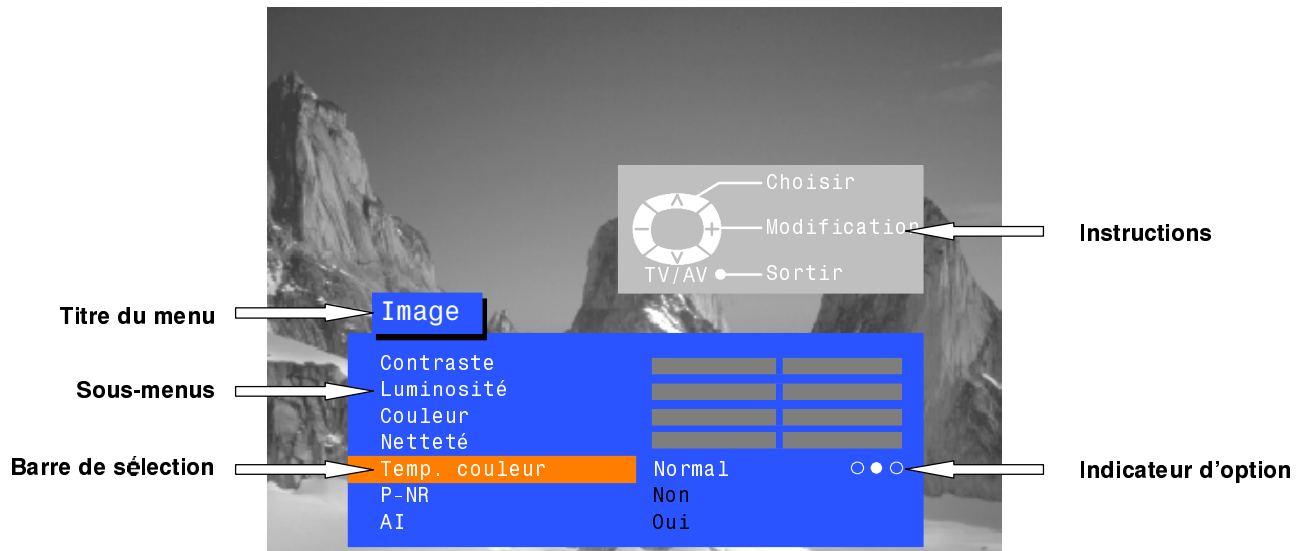 Choisir
Modification
Instructions
TV/AV
Sortir
Titre du menu
Image
Contraste
Sous-menus
Luminosité
Couleur
Netteté
Barre de sélection
Temp. couleur
Normal
Indicateur d'option
P-NR
Non
AI
Oui